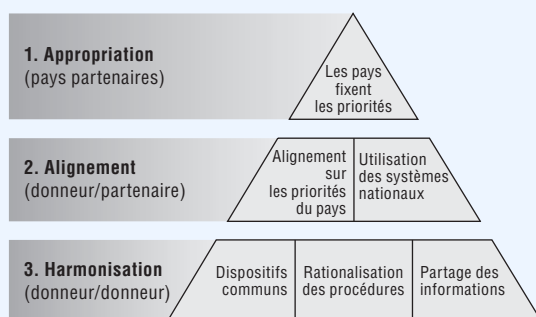 1. Appropriation
(pays partenaires)
Les pays
fixent
les priorités
2. Alignement
(donneur/partenaire)
Alignement
sur
les priorités
du pays
Utilisation
des systèmes
nationaux
3. Harmonisation
(donneur/donneur)
Dispositifs
communs
Rationalisation
des procédures
Partage des
informations